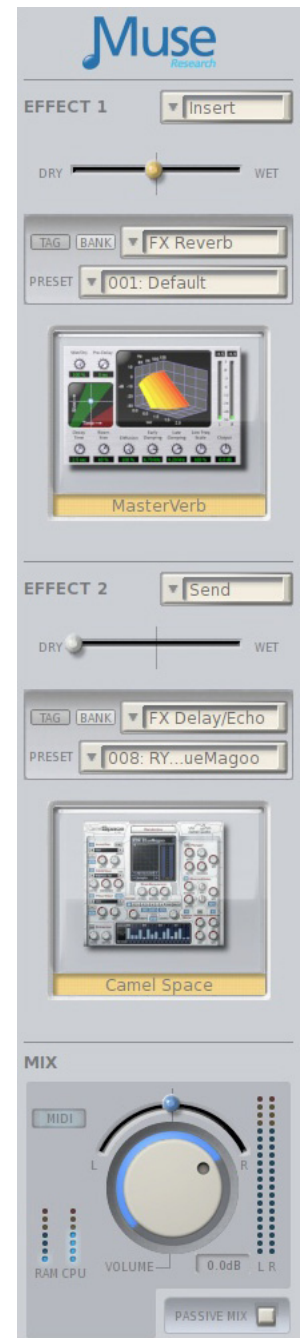 Muse
Research
EFFECT 1
Insert
DRY
WET
TAG BANK FX Reverb
PRESET 001: Default
MasterVerb
EFFECT 2
Send
DRY
WET
TAG BANK FX Delay/Echo
PRESET 008: RY...ueMagoo
Camel Space
MIX
MIDI
L
R
RAM CPU
VOLUME
0.0dB
L R
PASSIVE MIX